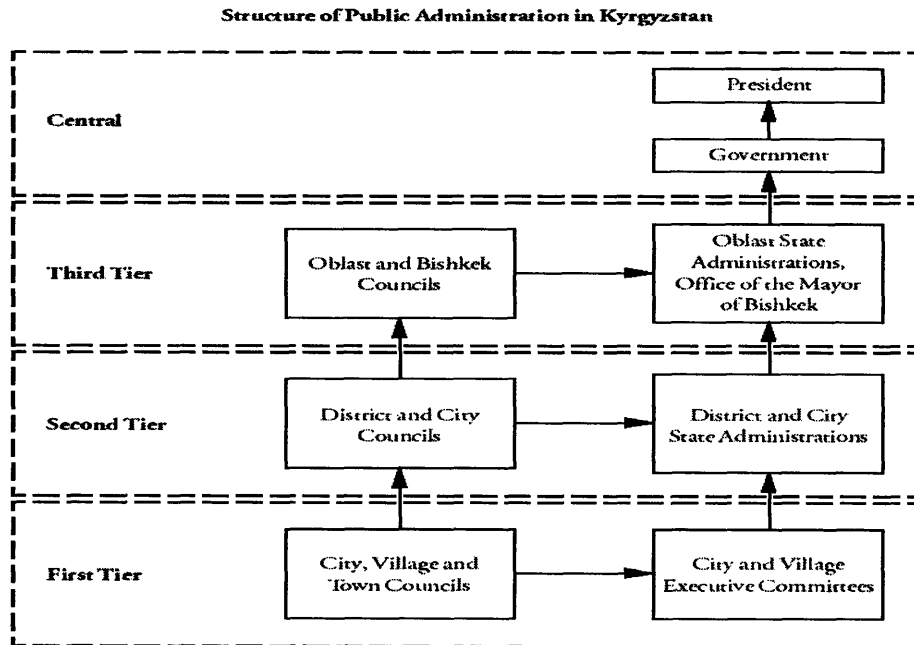 Structure of Public Administration in Kyrgyzstan
Central
President
Government
Third Tier
Oblast and Bishkek
Councils
Oblast State
Administrations,
Office of the Mayor
of Bishkek
Second Tier
District and City
Councils
District and City
State Administrations
First Tier
City, Village and
Town Councils
City and Village
Executive Committees